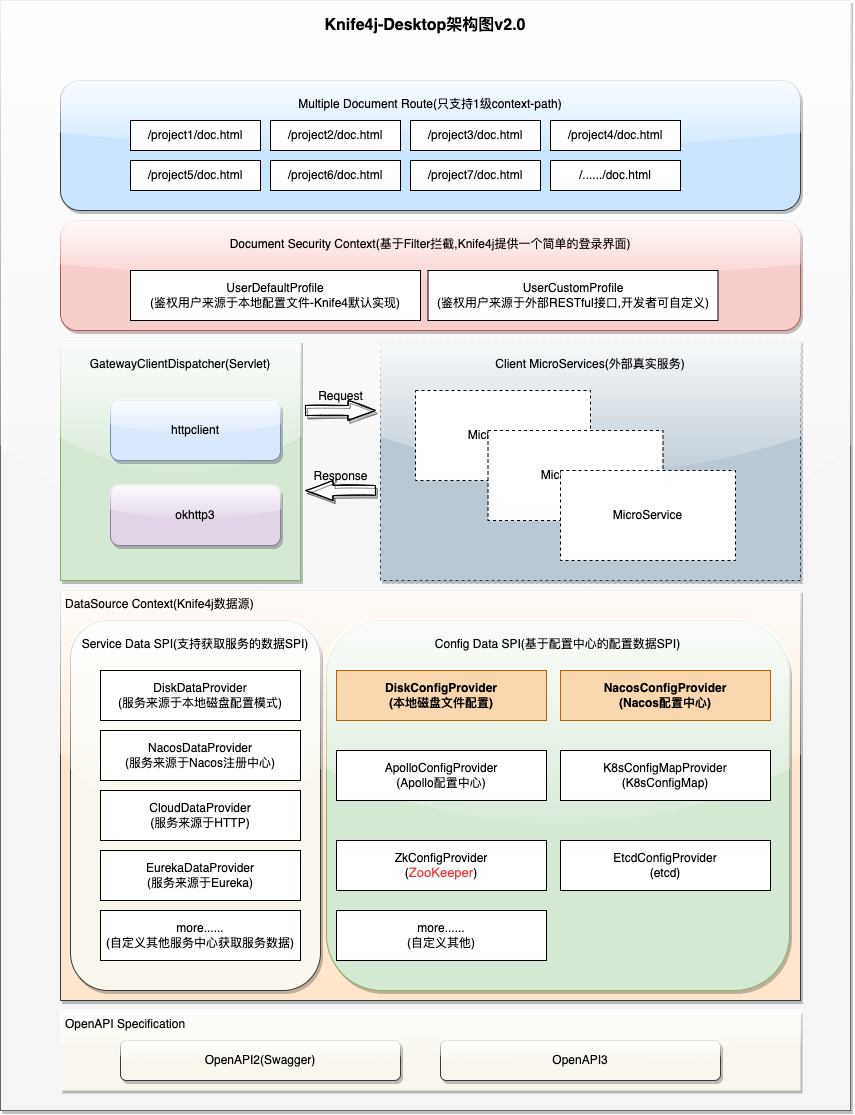 Knife4j-Desktop架构图v2.0
Multiple Document Route(只支持1级context-path)
/project1/doc.html
/project2/doc.html
/project3/doc.html
/project4/doc.html
/project5/doc.html
/project6/doc.html
/project7/doc.html
/....../doc.html
Document Security Context(基于Filter拦截,Knife4j提供一个简单的登录界面)
UserDefaultProfile
(鉴权用户来源于本地配置文件-Knife4默认实现)
UserCustomProfile
(鉴权用户来源于外部RESTful接口,开发者可自定义)
GatewayClientDispatcher(Servlet)
httpclient
okhttp3
Request
Response
Client MicroServices(外部真实服务)
Mic
Mic
MicroService
DataSource Context(Knife4j数据源)
Service Data SPI(支持获取服务的数据SPI)
DiskDataProvider
(服务来源于本地磁盘配置模式)
NacosDataProvider
(服务来源于Nacos注册中心)
CloudDataProvider
(服务来源于HTTP)
EurekaDataProvider
(服务来源于Eureka)
more......
(自定义其他服务中心获取服务数据)
Config Data SPI(基于配置中心的配置数据SPI)
DiskConfigProvider
(本地磁盘文件配置)
NacosConfigProvider
(Nacos配置中心)
ApolloConfigProvider
(Apollo配置中心)
K8sConfigMapProvider
(K8sConfigMap)
ZkConfigProvider
(ZooKeeper)
EtcdConfigProvider
(etcd)
more......
(自定义其他)
OpenAPI Specification
OpenAPI2(Swagger)
OpenAPI3